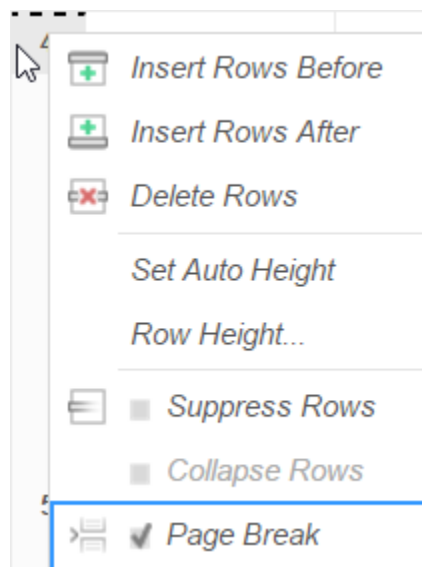 Insert Rows Before
Insert Rows After
Delete Rows
Set Auto Height
Row Height...
Suppress Rows
Collapse Rows
Page Break